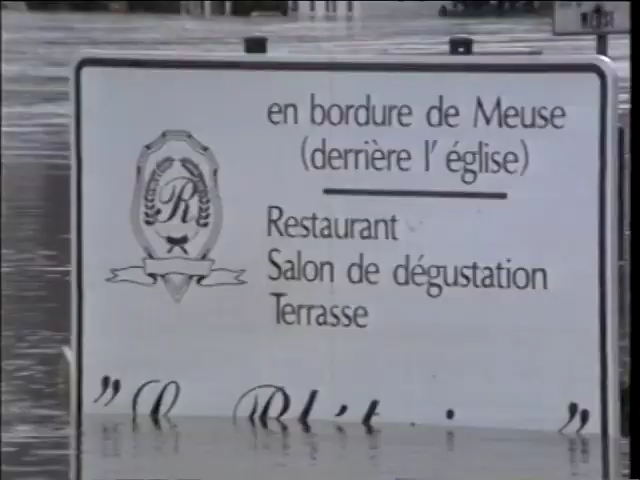 en bordure de Meuse
(derrière l' église)
R
Restaurant
Salon de dégustation
Terrasse